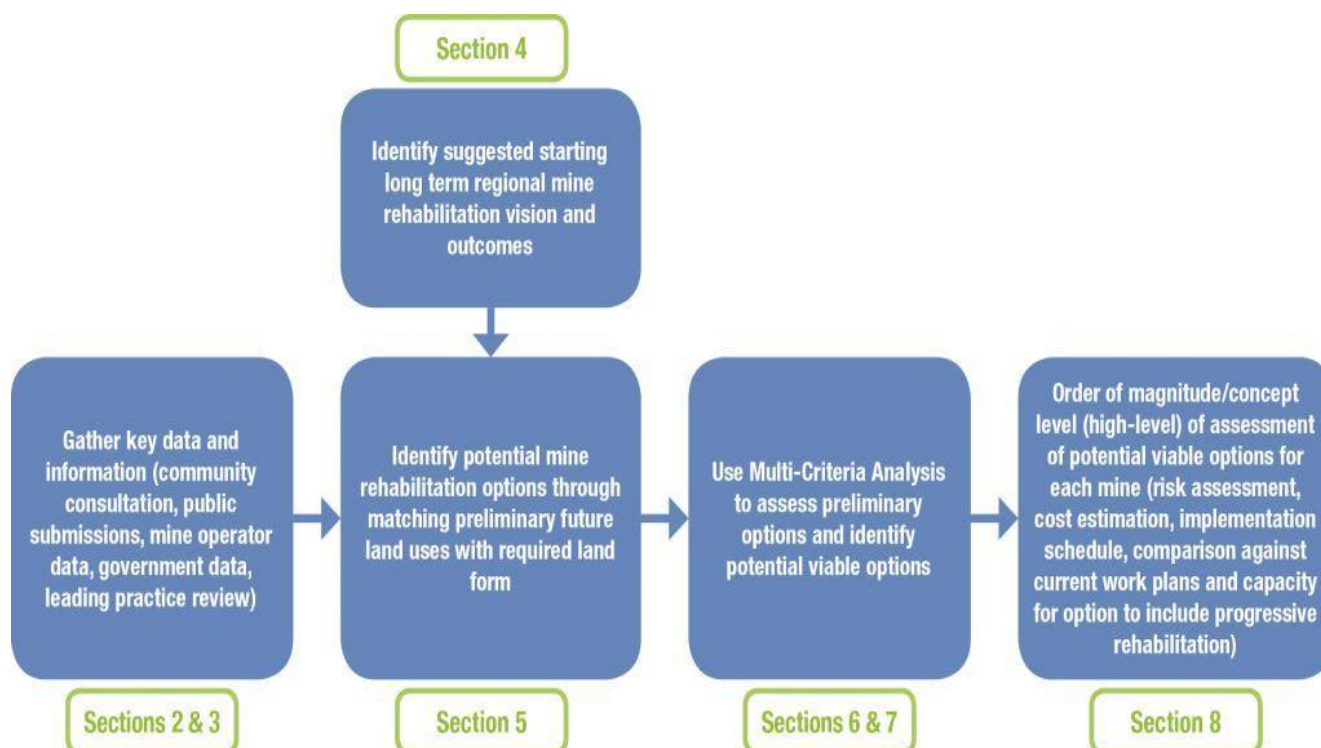 Section 4
Identify suggested starting
long term regional mine
rehabilitation vision and
outcomes
Gather key data and
information (community
consultation, public
submissions, mine operator
data, government data,
leading practice review)
Identify potential mine
rehabilitation options through
matching preliminary future
land uses with required land
form
Use Multi-Criteria Analysis
to assess preliminary
options and identify
potential viable options
Order of magnitude/concept
level (high-level) of assessment
of potential viable options for
each mine (risk assessment,
cost estimation, implementation
schedule, comparison against
current work plans and capacity
for option to include progressive
rehabilitation)
Sections 2 & 3
Section 5
Sections 6 & 7
Section 8